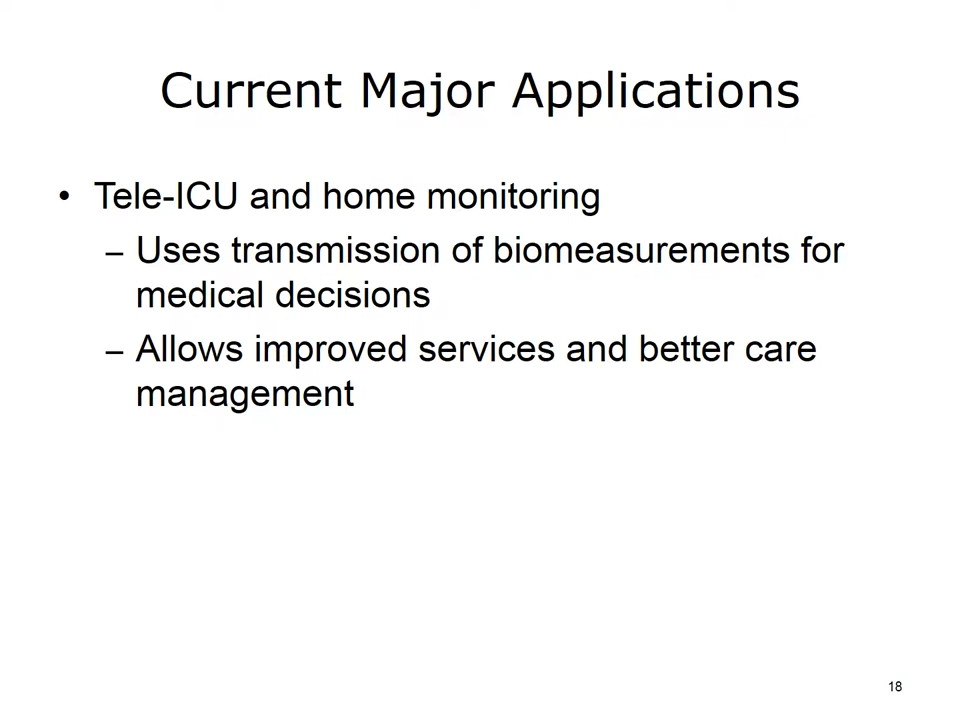 Current Major Applications
• Tele-ICU and home monitoring
– Uses transmission of biomeasurements for
medical decisions
– Allows improved services and better care
management
18